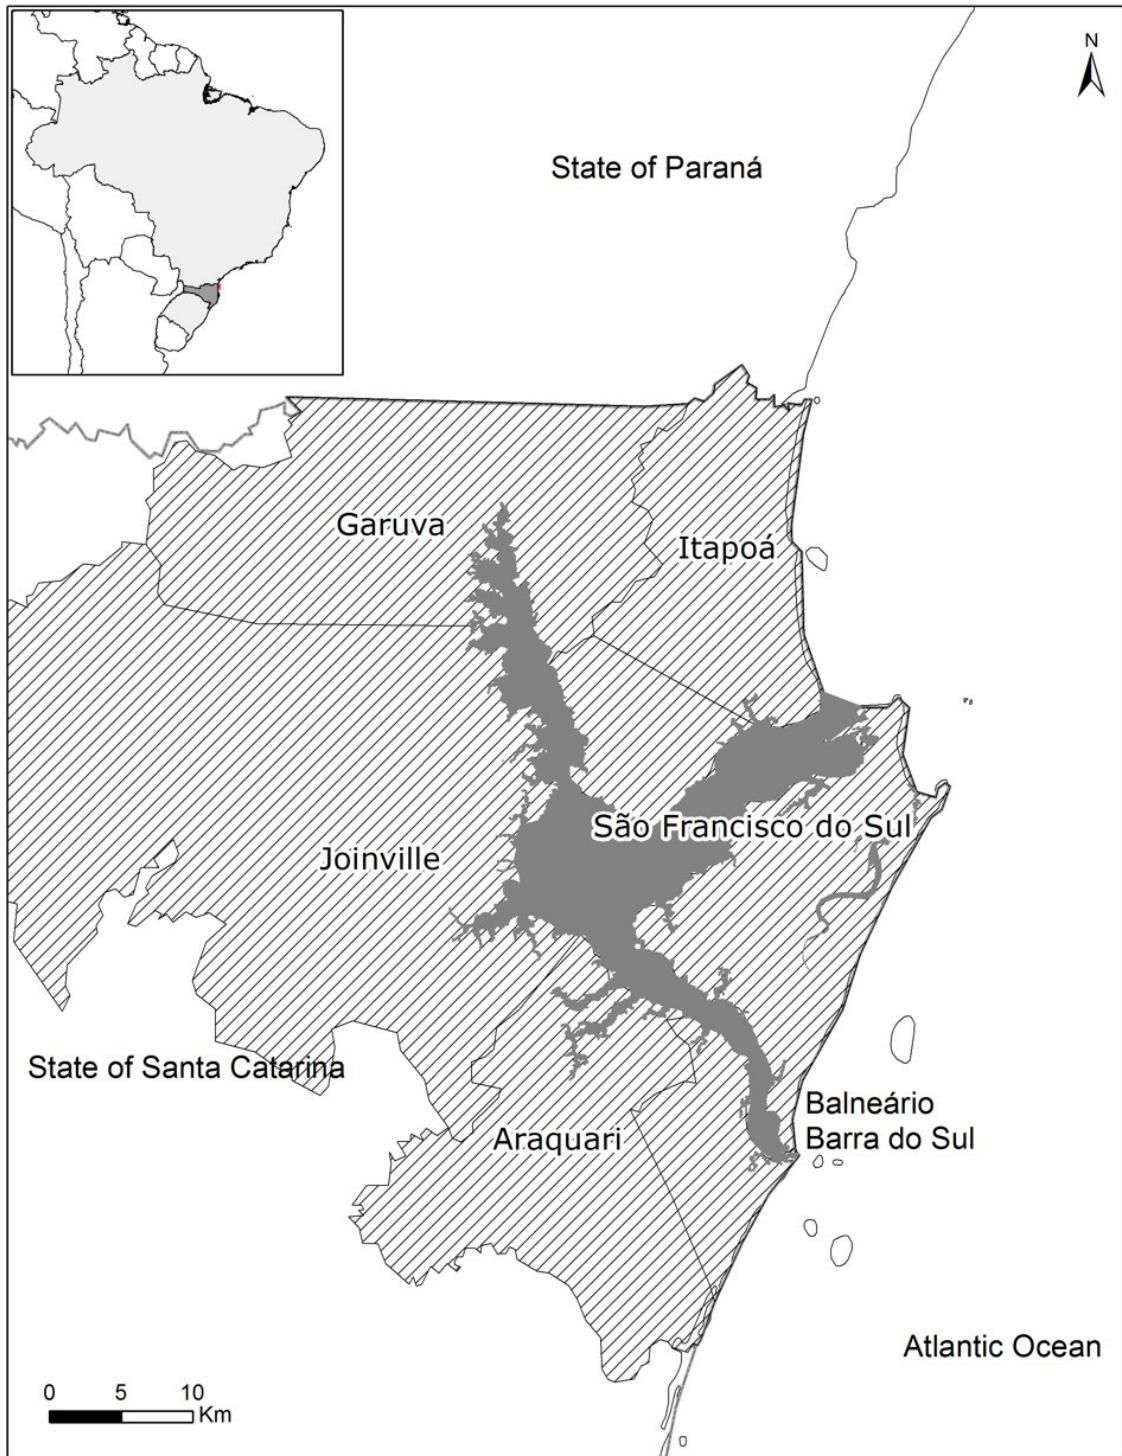 N
State of Paraná
Garuva
Itapoá
São Francisco do Sul
Joinville
State of Santa Catarina
Balneário
Barra do Sul
Araquari
Atlantic Ocean
0 5 10
Km